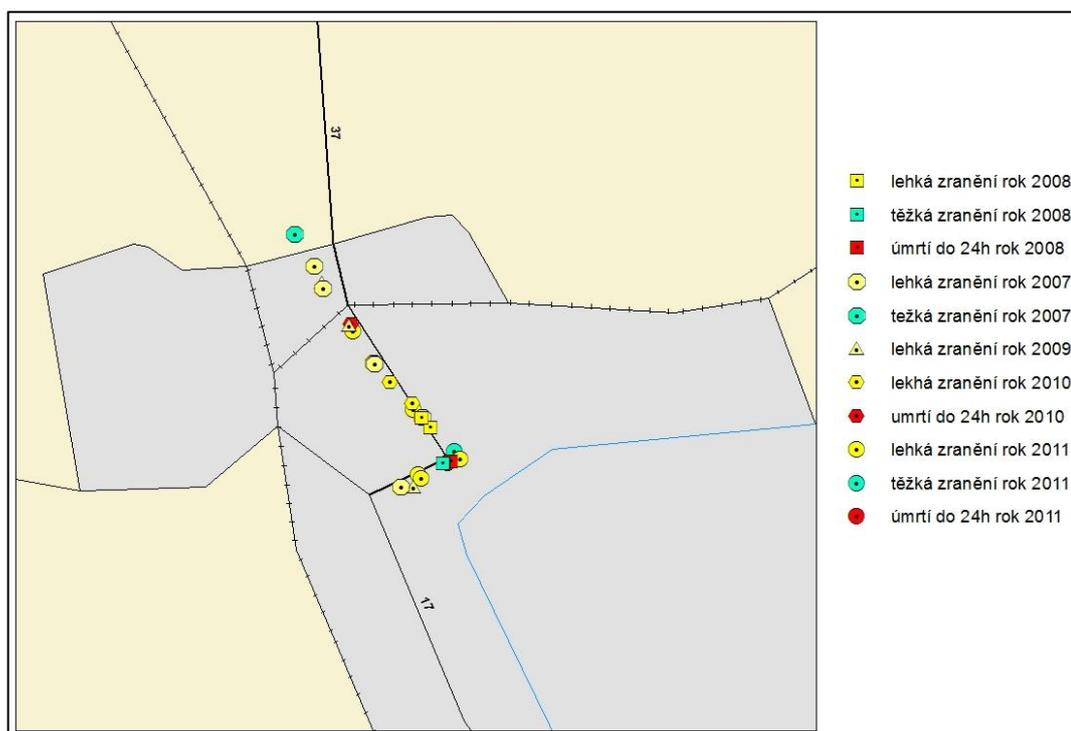 37
17
lehká zranění rok 2008
těžká zranění rok 2008
úmrtí do 24h rok 2008
lehká zranění rok 2007
težká zranění rok 2007
lehká zranění rok 2009
lekhá zranění rok 2010
umrtí do 24h rok 2010
lehká zranění rok 2011
těžká zranění rok 2011
úmrtí do 24h rok 2011